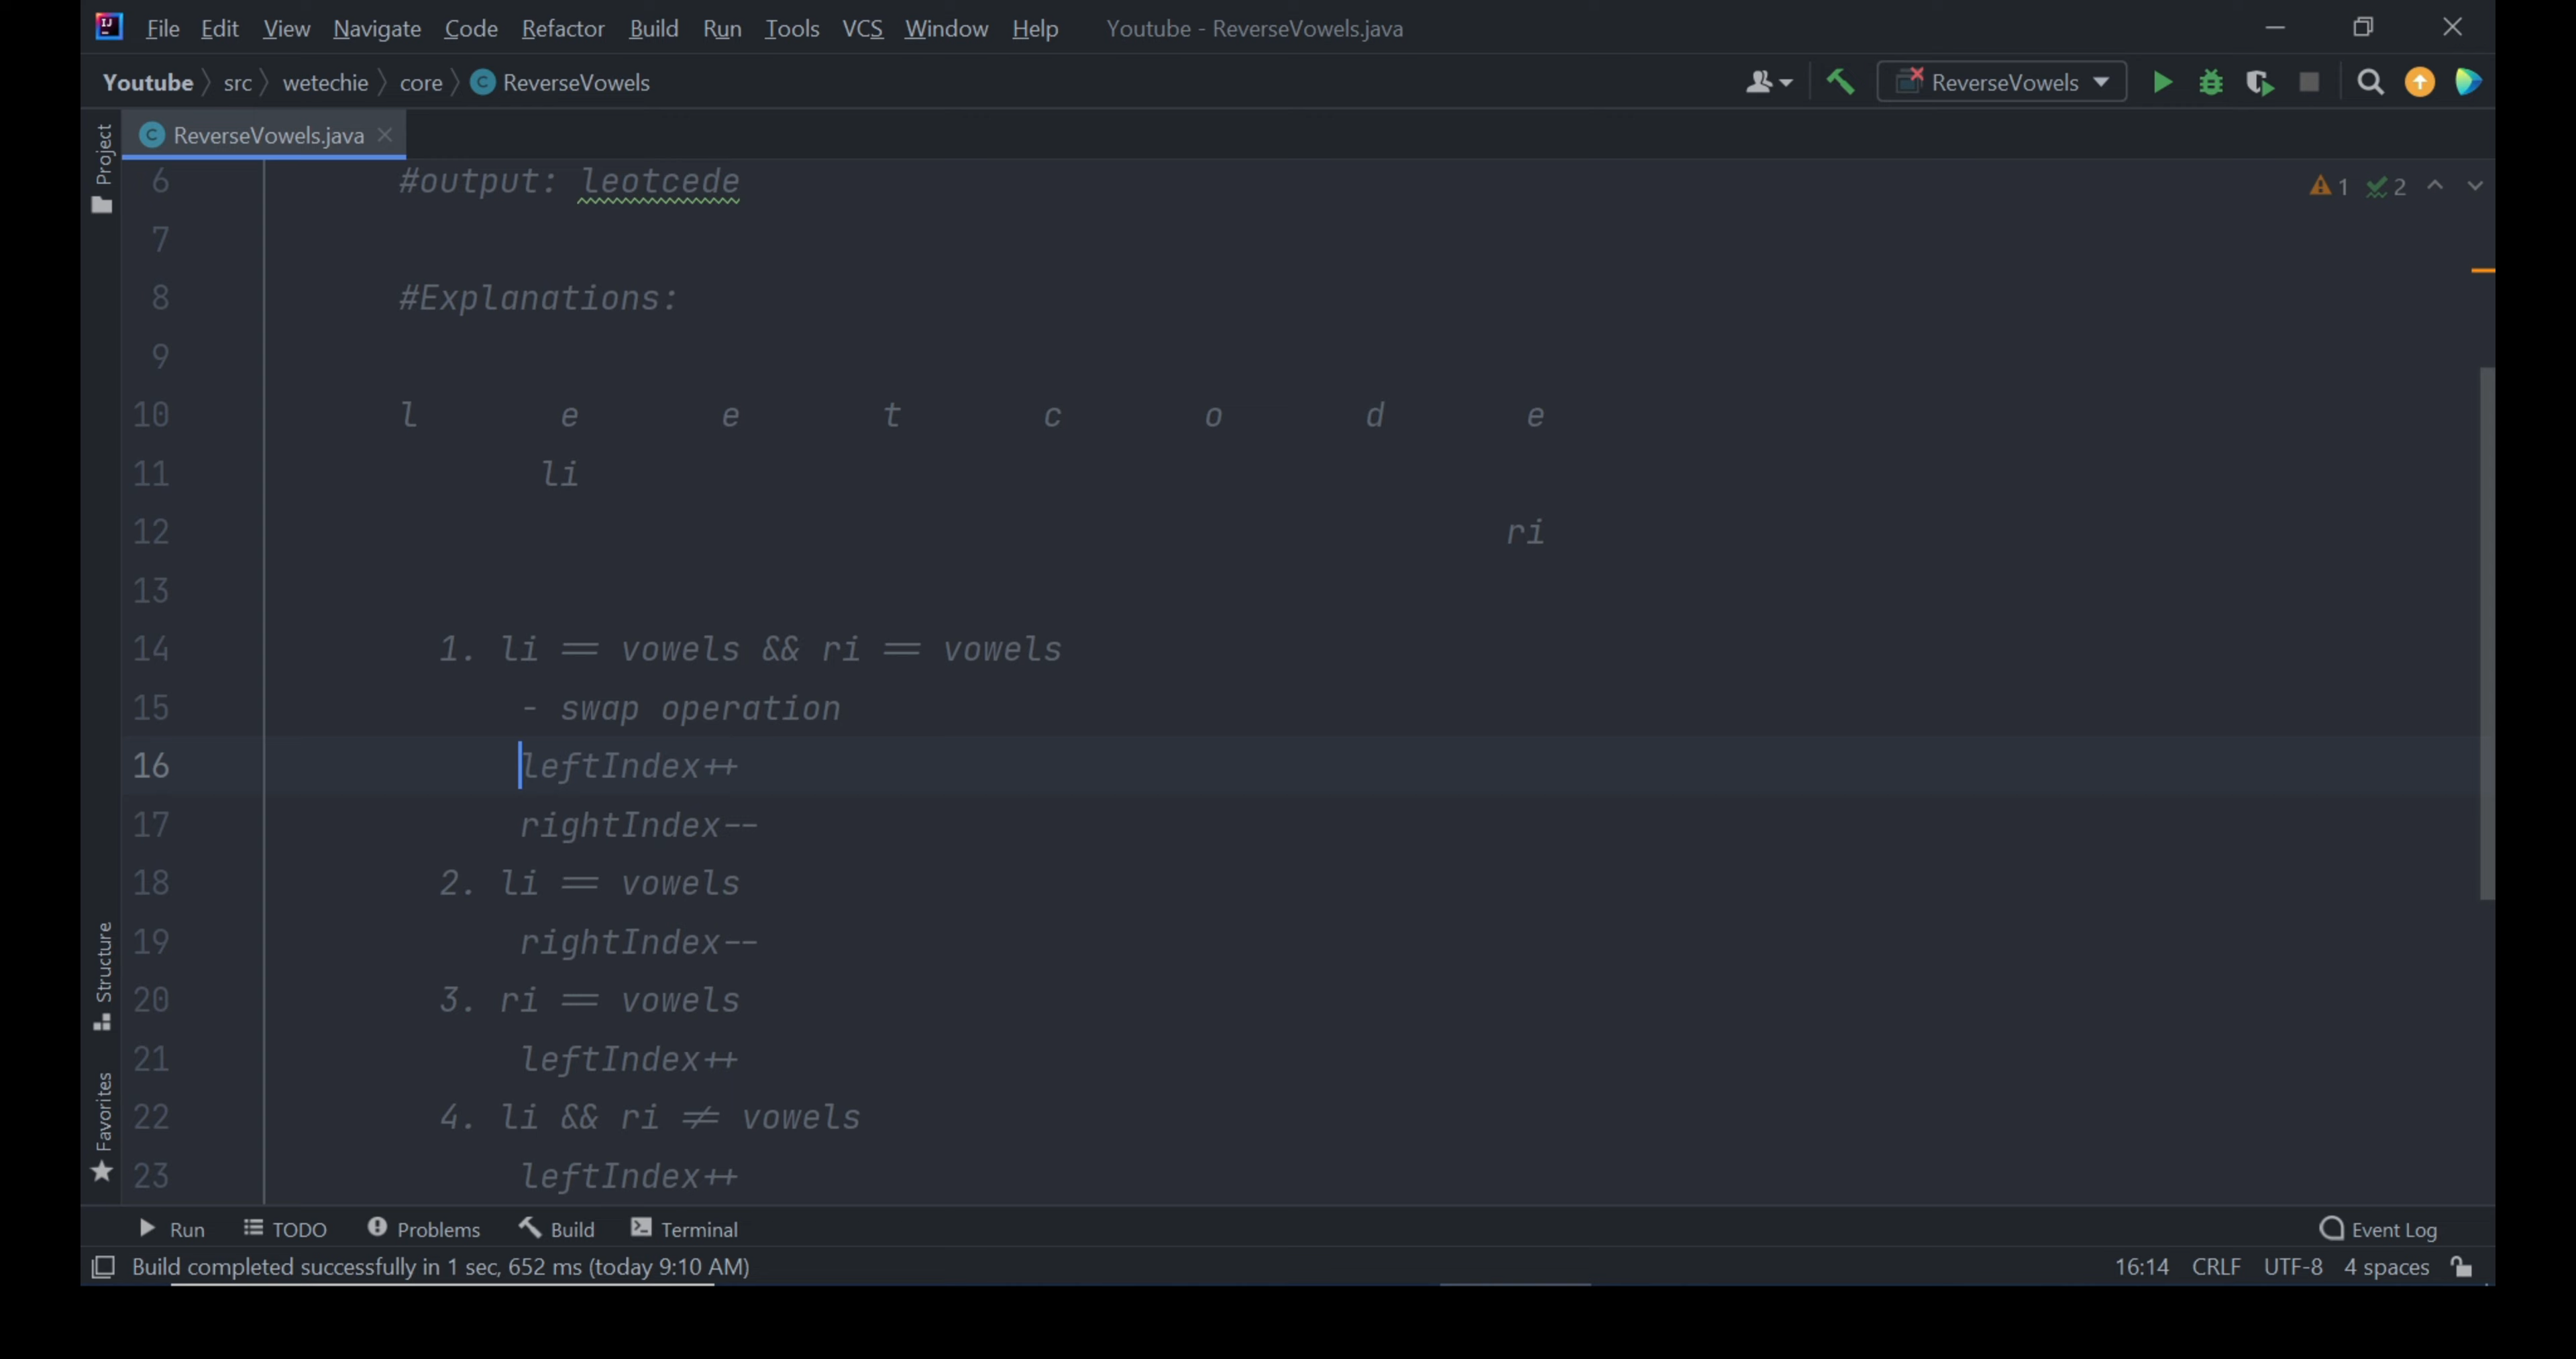 File Edit View Navigate Code Refactor Build Run Tools VCS Window Help Youtube - ReverseVowels.java
Youtube src wetechie core ReverseVowels ReverseVowels
ReverseVowels.java
Project
6 #output: leotcede
1 2
7
8 #Explanations:
9
10 l e e t c o d e
11 li
12 ri
13
14 1. li == vowels && ri == vowels
15 - swap operation
16 leftIndex++
17 rightIndex--
18 2. li == vowels
19 rightIndex--
20 3. ri == vowels
21 leftIndex++
22 4. li && ri != vowels
23 leftIndex++
Structure
Favorites
Run TODO Problems Build Terminal Event Log
Build completed successfully in 1 sec, 652 ms (today 9:10 AM) 16:14 CRLF UTF-8 4 spaces